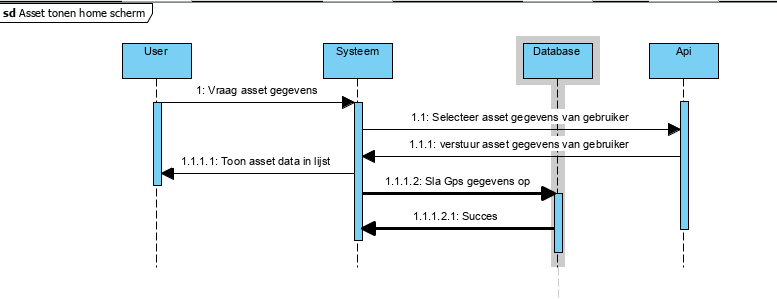 sd Asset tonen home scherm
User
Systeem
Database
Api
1: Vraag asset gegevens
1.1: Selecteer asset gegevens van gebruiker
1.1.1: verstuur asset gegevens van gebruiker
1.1.1.1: Toon asset data in lijst
1.1.1.2: Sla Gps gegevens op
1.1.1.2.1: Succes